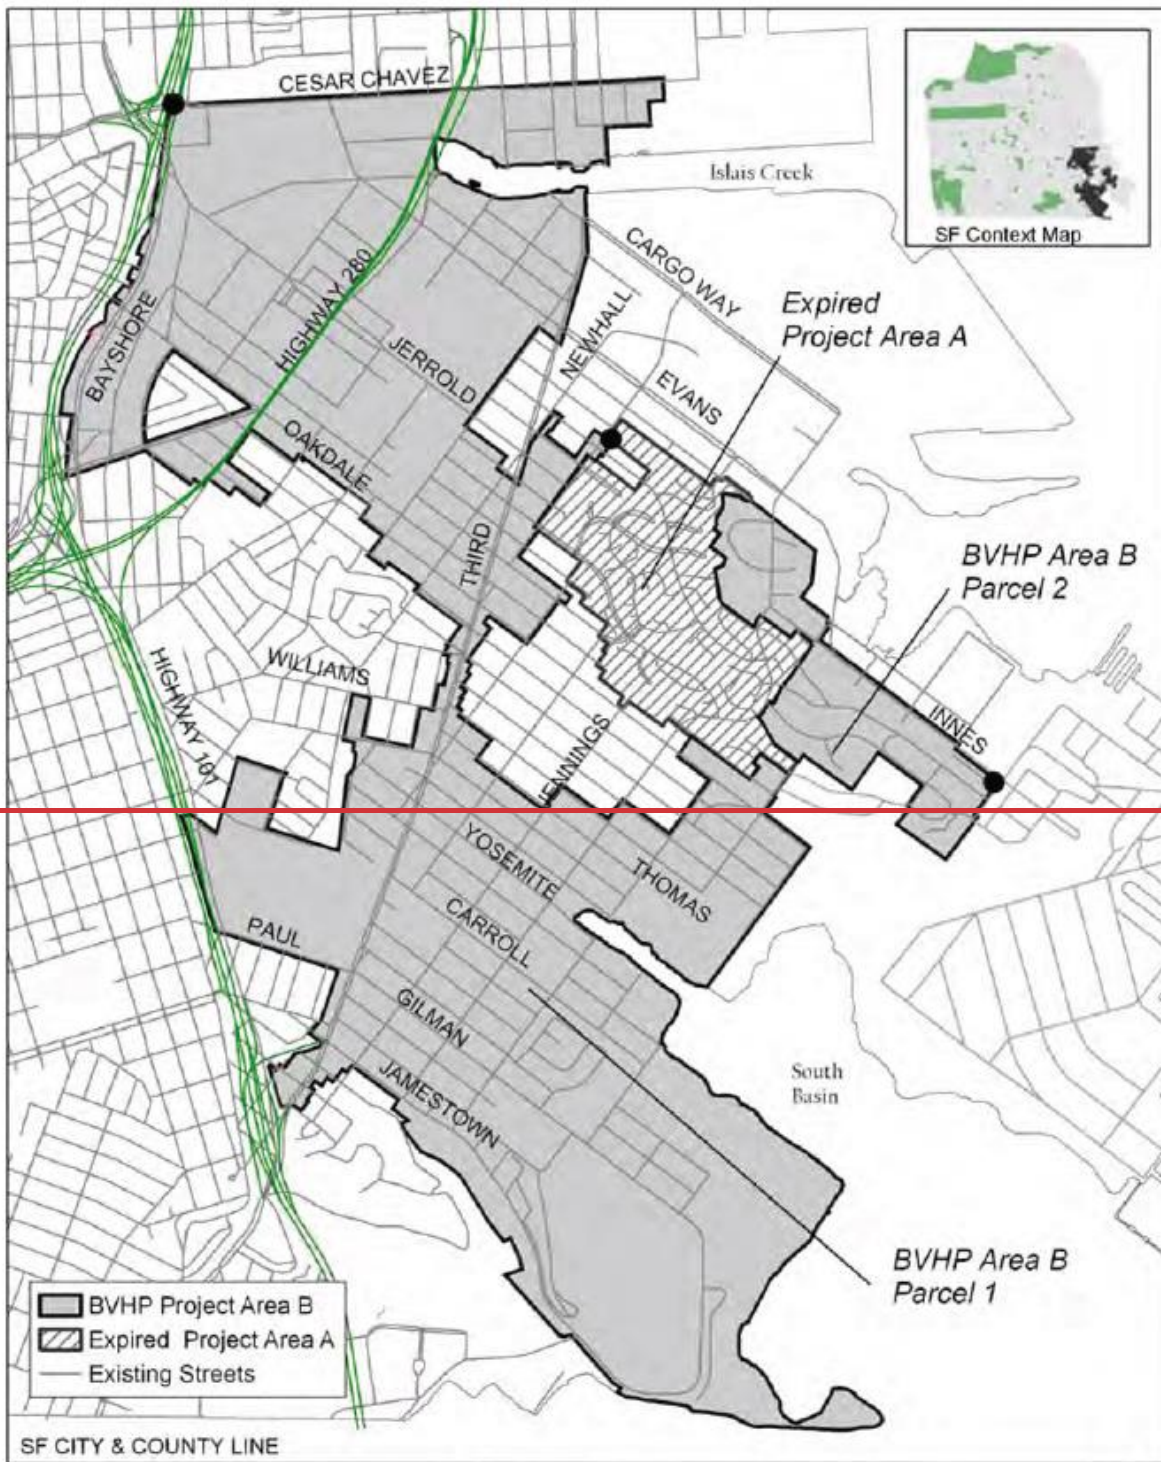 CESAR CHAVEZ
Islais Creek
SF Context Map
CARGO WAY
HIGHWAY 280
NEWHALL
Expired
Project Area A
BAYSHORE
JERROLD
EVANS
OAKDALE
THIRD
BVHP Area B
Parcel 2
WILLIAMS
HIGHWAY 101
INNES
JENNINGS
YOSEMITE
THOMAS
CARROLL
PAUL
GILMAN
JAMESTOWN
South
Basin
BVHP Area B
Parcel 1
BVHP Project Area B
Expired Project Area A
Existing Streets
SF CITY & COUNTY LINE